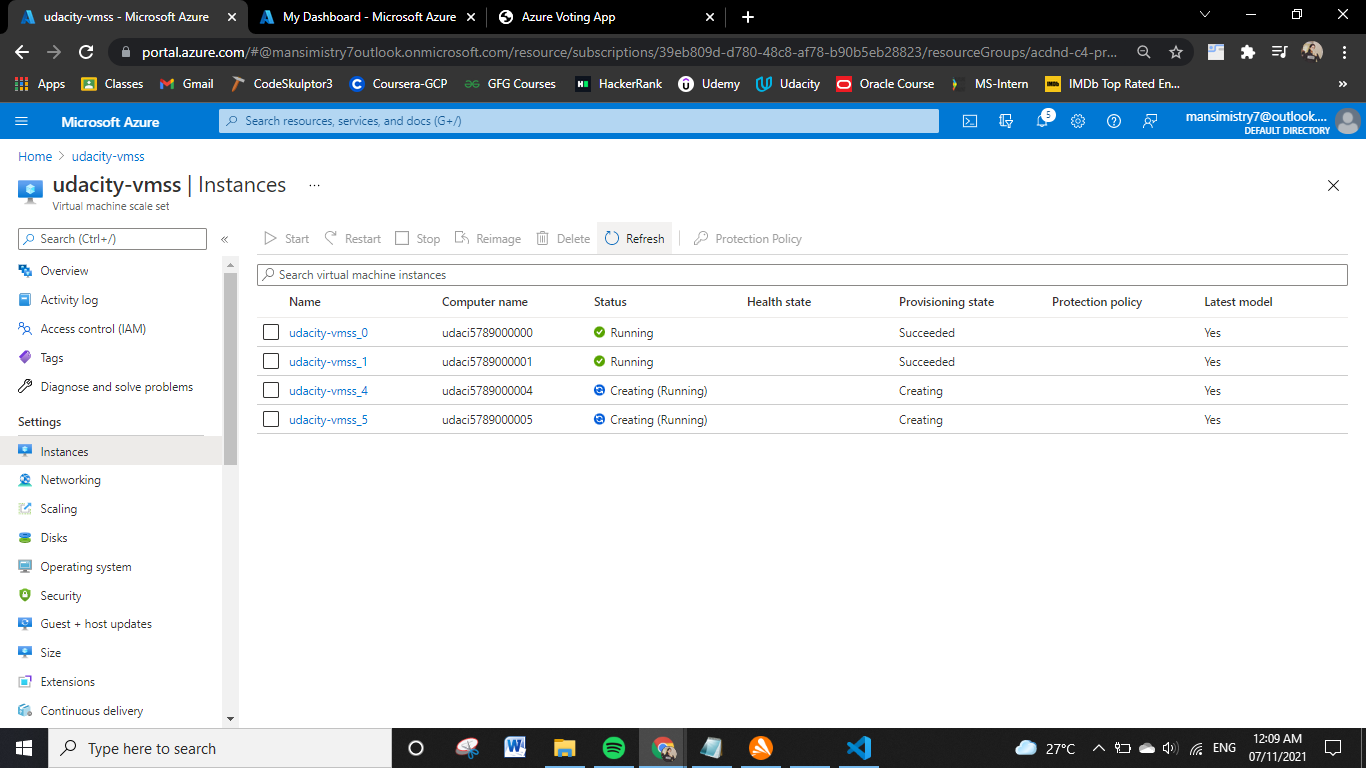 udacity-vmss - Microsoft Azure
My Dashboard - Microsoft Azure
Azure Voting App
portal.azure.com/#@mansimistry7outlook.onmicrosoft.com/resource/subscriptions/39eb809d-d780-48c8-af78-b90b5eb28823/resourceGroups/acdnd-c4-pr...
Apps Classes Gmail CodeSkulptor3 Coursera-GCP GFG Courses HackerRank Udemy Udacity Oracle Course MS-Intern IMDb Top Rated En... »
Microsoft Azure
Search resources, services, and docs (G+/)
5
mansimistry7@outlook....
DEFAULT DIRECTORY
Home > udacity-vmss
udacity-vmss | Instances ...
Virtual machine scale set
Search (Ctrl+/) «
Overview
Activity log
Access control (IAM)
Tags
Diagnose and solve problems
Settings
Instances
Networking
Scaling
Disks
Operating system
Security
Guest + host updates
Size
Extensions
Continuous delivery
Start Restart Stop Reimage Delete Refresh Protection Policy
Search virtual machine instances
Name Computer name Status Health state Provisioning state Protection policy Latest model
udacity-vmss_0 udaci5789000000 Running Succeeded Yes
udacity-vmss_1 udaci5789000001 Running Succeeded Yes
udacity-vmss_4 udaci5789000004 Creating (Running) Creating Yes
udacity-vmss_5 udaci5789000005 Creating (Running) Creating Yes
Type here to search
27°C
ENG
12:09 AM
07/11/2021